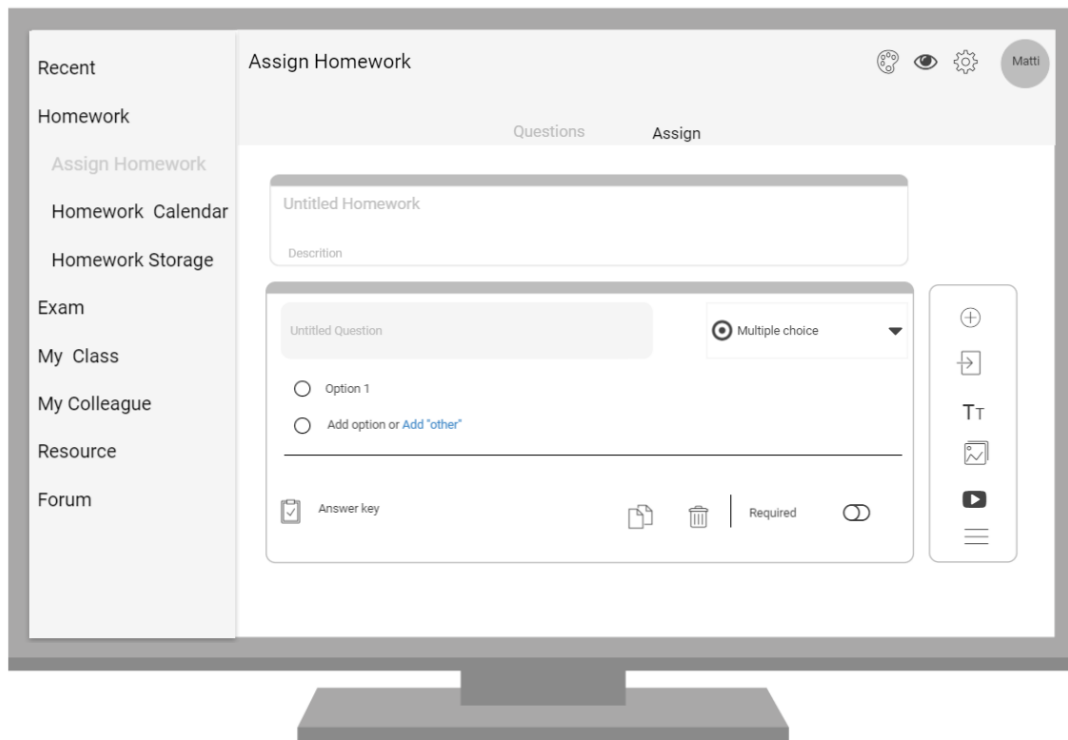 Recent
Homework
Assign Homework
Homework Calendar
Homework Storage
Exam
My Class
My Colleague
Resource
Forum
Assign Homework
Matti
Questions Assign
Untitled Homework
Descrition
Untitled Question
Multiple choice
Option 1
Add option or Add "other"
Answer key
Required
TT